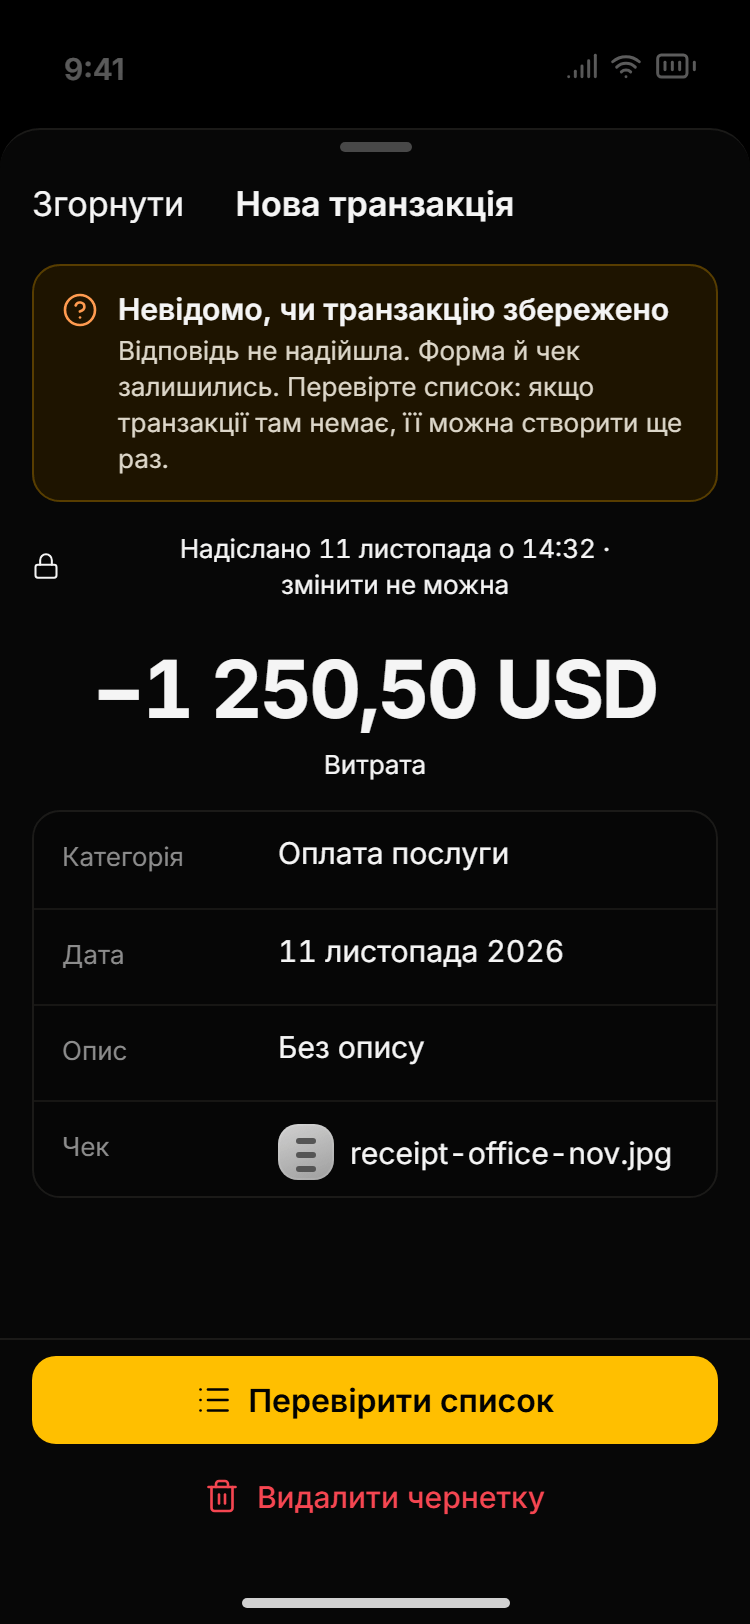 9:41
Згорнути
Нова транзакція
Невідомо, чи транзакцію збережено
Відповідь не надійшла. Форма й чек
залишились. Перевірте список: якщо
транзакції там немає, її можна створити ще
раз.
Надіслано 11 листопада о 14:32 ·
змінити не можна
−1 250,50 USD
Витрата
Категорія
Оплата послуги
Дата
11 листопада 2026
Опис
Без опису
Чек
receipt-office-nov.jpg
Перевірити список
Видалити чернетку